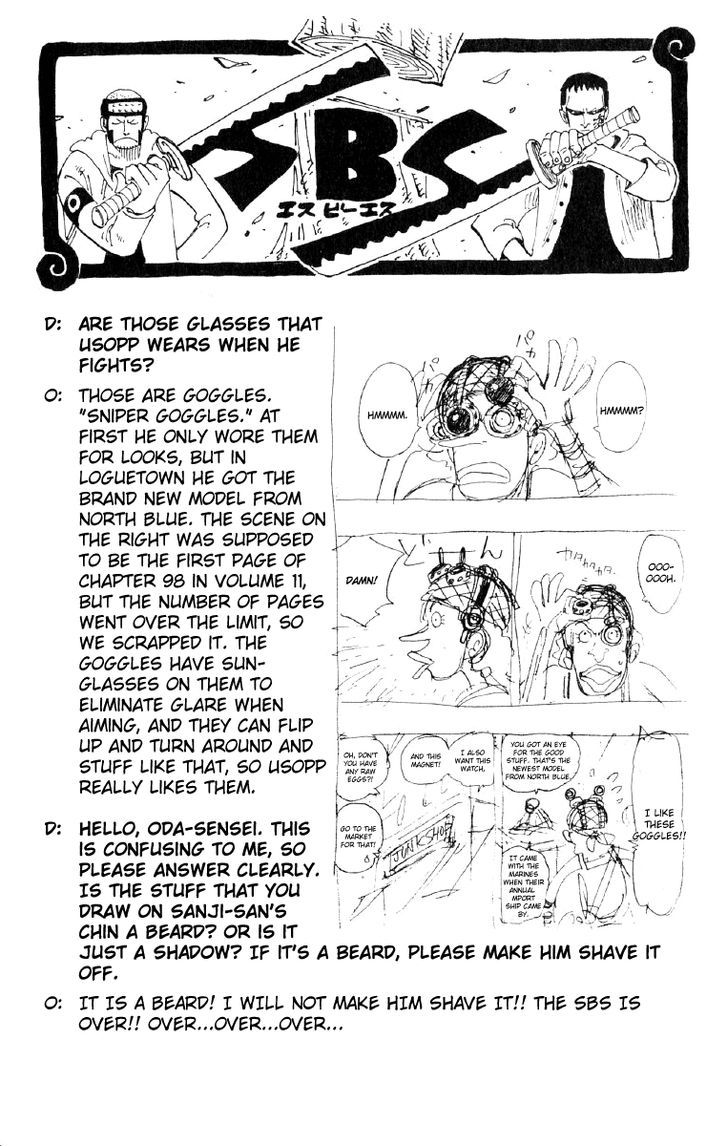 SBS
エス ビー エス
D: ARE THOSE GLASSES THAT
USOPP WEARS WHEN HE
FIGHTS?
O: THOSE ARE GOGGLES.
"SNIPER GOGGLES." AT
FIRST HE ONLY WORE THEM
FOR LOOKS, BUT IN
LOGUETOWN HE GOT THE
BRAND NEW MODEL FROM
NORTH BLUE. THE SCENE ON
THE RIGHT WAS SUPPOSED
TO BE THE FIRST PAGE OF
CHAPTER 98 IN VOLUME 11,
BUT THE NUMBER OF PAGES
WENT OVER THE LIMIT, SO
WE SCRAPPED IT. THE
GOGGLES HAVE SUN-
GLASSES ON THEM TO
ELIMINATE GLARE WHEN
AIMING, AND THEY CAN FLIP
UP AND TURN AROUND AND
STUFF LIKE THAT, SO USOPP
REALLY LIKES THEM.
HMMMM?
HMMMM.
OOO-
OOOH.
DAMN!
I LIKE
THESE
GOGGLES!!
YOU GOT AN EYE
FOR THE GOOD
STUFF. THAT'S THE
NEWEST MODEL
FROM NORTH BLUE.
IT CAME
WITH THE
MARINES
WHEN THEIR
ANNUAL
MPORT
SHIP CAME
BY.
I ALSO
WANT THIS
WATCH,
AND THIS
MAGNET!
OH, DON'T
YOU HAVE
ANY RAW
EGGS?!
GO TO THE
MARKET
FOR THAT!
JUNK SHOP
D: HELLO, ODA-SENSEI. THIS
IS CONFUSING TO ME, SO
PLEASE ANSWER CLEARLY.
IS THE STUFF THAT YOU
DRAW ON SANJI-SAN'S
CHIN A BEARD? OR IS IT
JUST A SHADOW? IF IT'S A BEARD, PLEASE MAKE HIM SHAVE IT
OFF.
O: IT IS A BEARD! I WILL NOT MAKE HIM SHAVE IT!! THE SBS IS
OVER!! OVER...OVER...OVER...